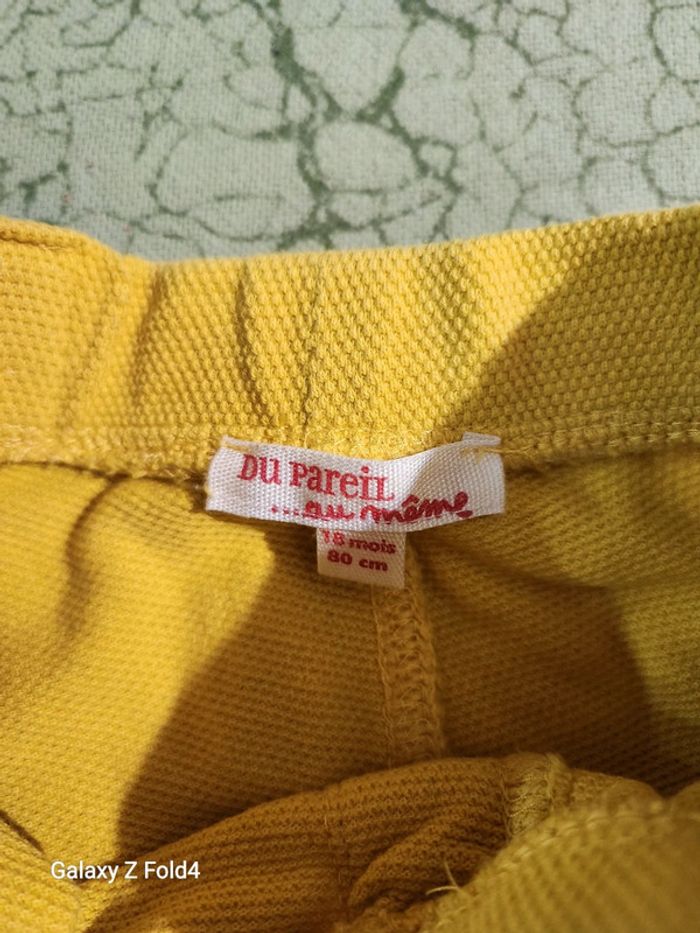 Du Pareil
...au même
18 mois
80 cm
Galaxy Z Fold4